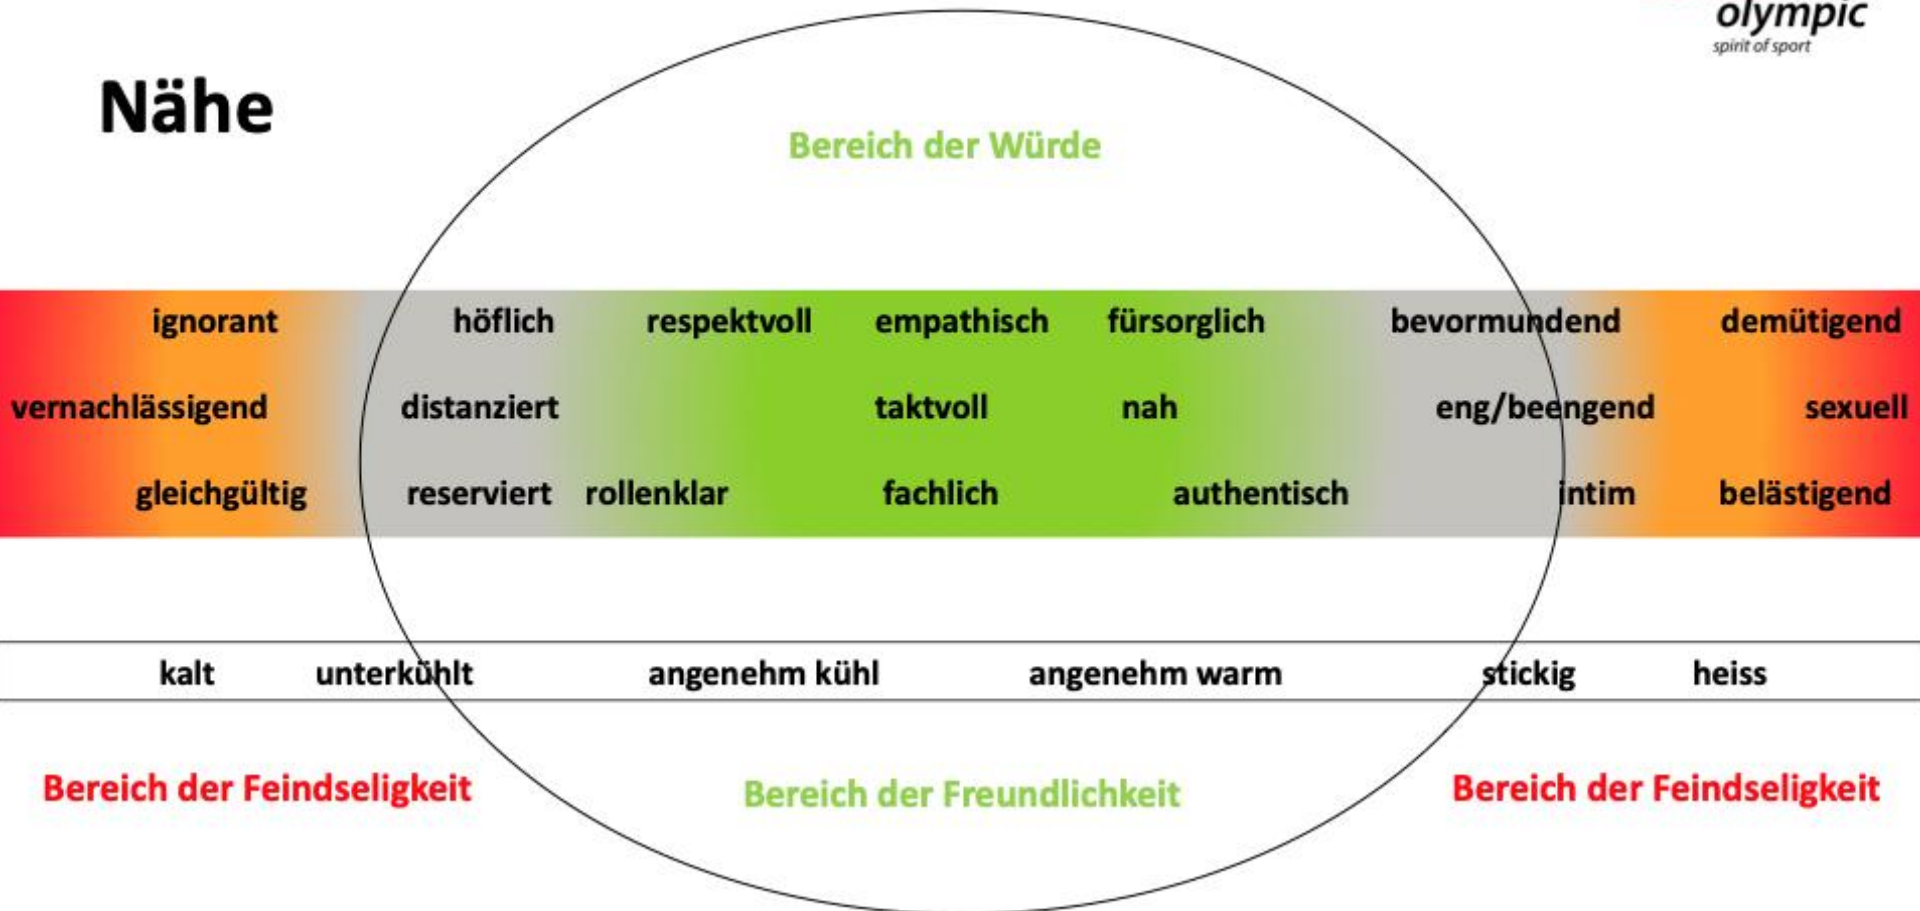 olympic
spirit of sport
Nähe
Bereich der Würde
ignorant höflich respektvoll empathisch fürsorglich bevormundend demütigend
vernachlässigend distanziert taktvoll nah eng/beengend sexuell
gleichgültig reserviert rollenklar fachlich authentisch intim belästigend
kalt unterkühlt angenehm kühl angenehm warm stickig heiss
Bereich der Feindseligkeit Bereich der Freundlichkeit Bereich der Feindseligkeit